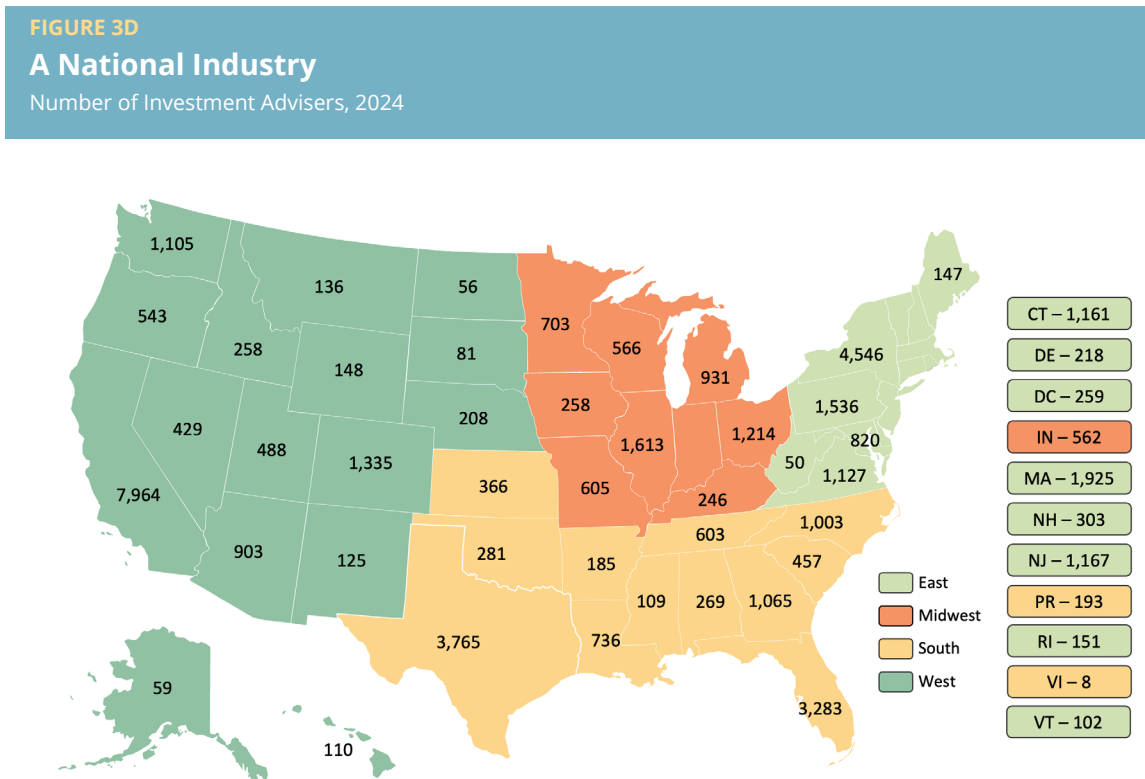 FIGURE 3D
A National Industry
Number of Investment Advisers, 2024
1,105
136
56
543
258
148
81
208
429
488
1,335
7,964
903
125
59
110
703
566
931
258
1,613
1,214
605
246
366
281
185
603
1,003
457
109
269
1,065
736
3,765
3,283
147
4,546
1,536
820
50
1,127
East
Midwest
South
West
CT – 1,161
DE – 218
DC – 259
IN – 562
MA – 1,925
NH – 303
NJ – 1,167
PR – 193
RI – 151
VI – 8
VT – 102